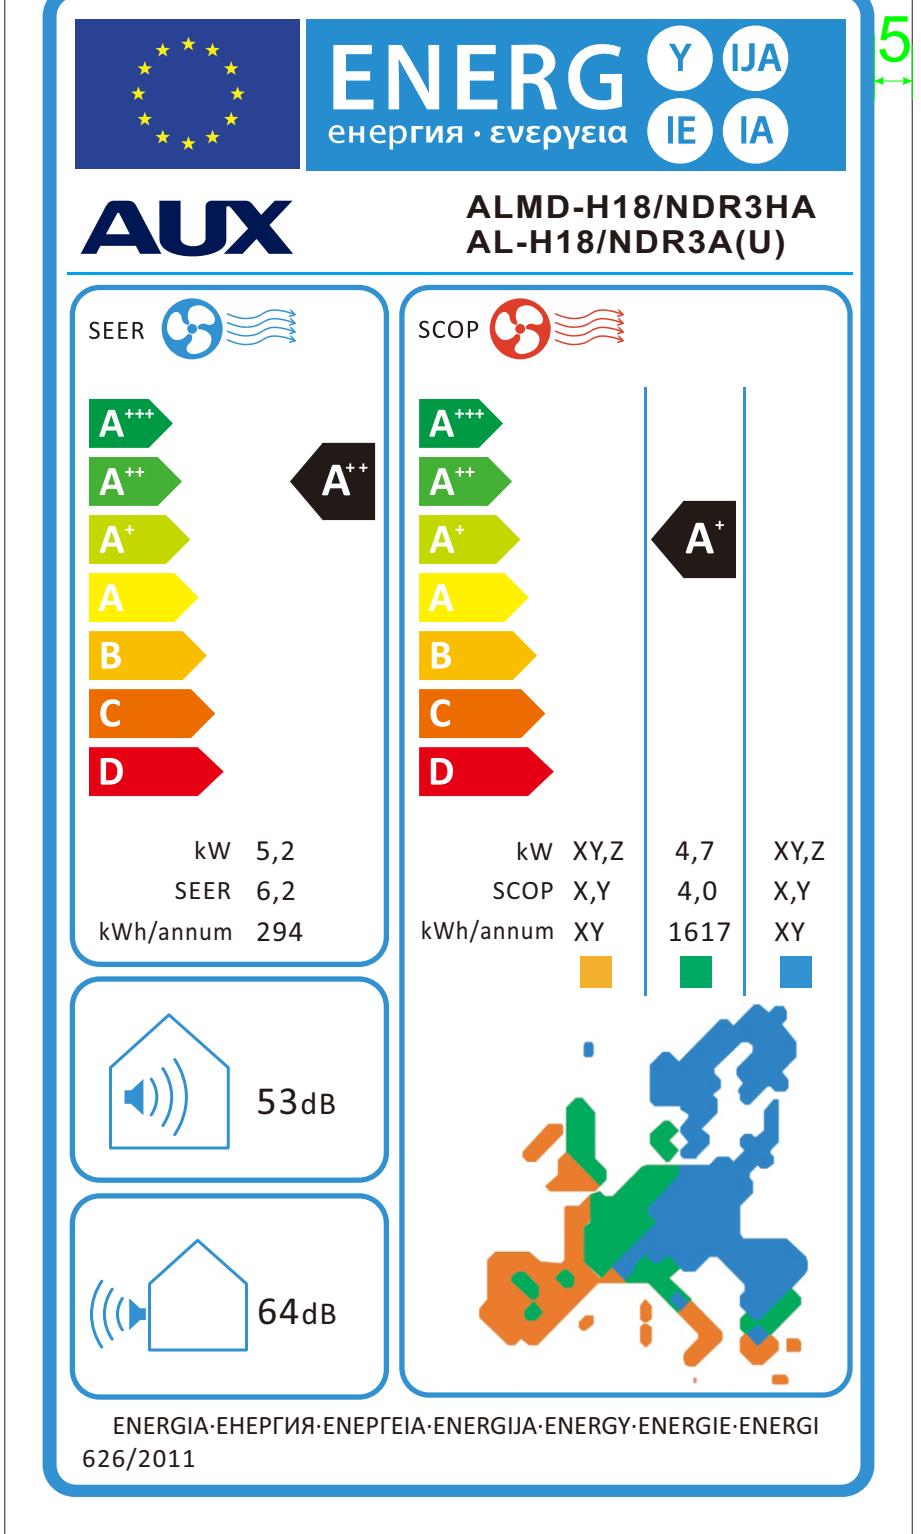 5
ENERG
Y IJA
IE IA
енергия · ενεργεια
AUX
ALMD-H18/NDR3HA
AL-H18/NDR3A(U)
SEER
A+++
A++
A+
A
B
C
D
A++
kW 5,2
SEER 6,2
kWh/annum 294
SCOP
A+++
A++
A+
A
B
C
D
A+
kW XY,Z 4,7 XY,Z
SCOP X,Y 4,0 X,Y
kWh/annum XY 1617 XY
53dB
64dB
ENERGIA·ЕНЕРГИЯ·ΕΝΕΡΓΕΙΑ·ENERGIJA·ENERGY·ENERGIE·ENERGI
626/2011